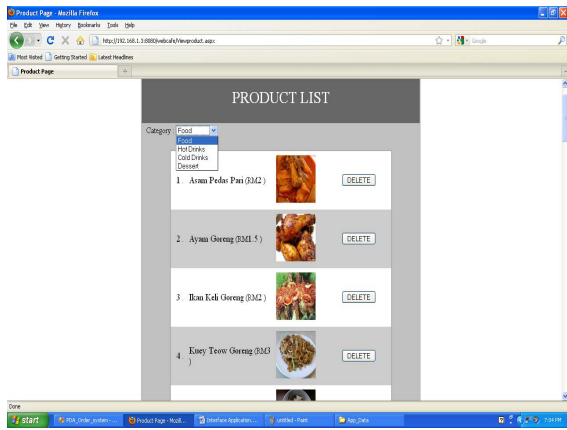 Product Page - Mozilla Firefox
File Edit View History Bookmarks Tools Help
http://192.168.1.3:8080/webcafe/Viewproduct.aspx
Google
Most Visited Getting Started Latest Headlines
Product Page
PRODUCT LIST
Category Food
Food
Hot Drinks
Cold Drinks
Dessert
1 . Asam Pedas Pari (RM2 ) DELETE
2 . Ayam Goreng (RM1.5 ) DELETE
3 . Ikan Keli Goreng (RM2 ) DELETE
4 . Kuey Teow Goreng (RM3
) DELETE
Done
start PDA_Order_system - ... Product Page - Mozill... Interface Application.... untitled - Paint App_Data 7:34 PM